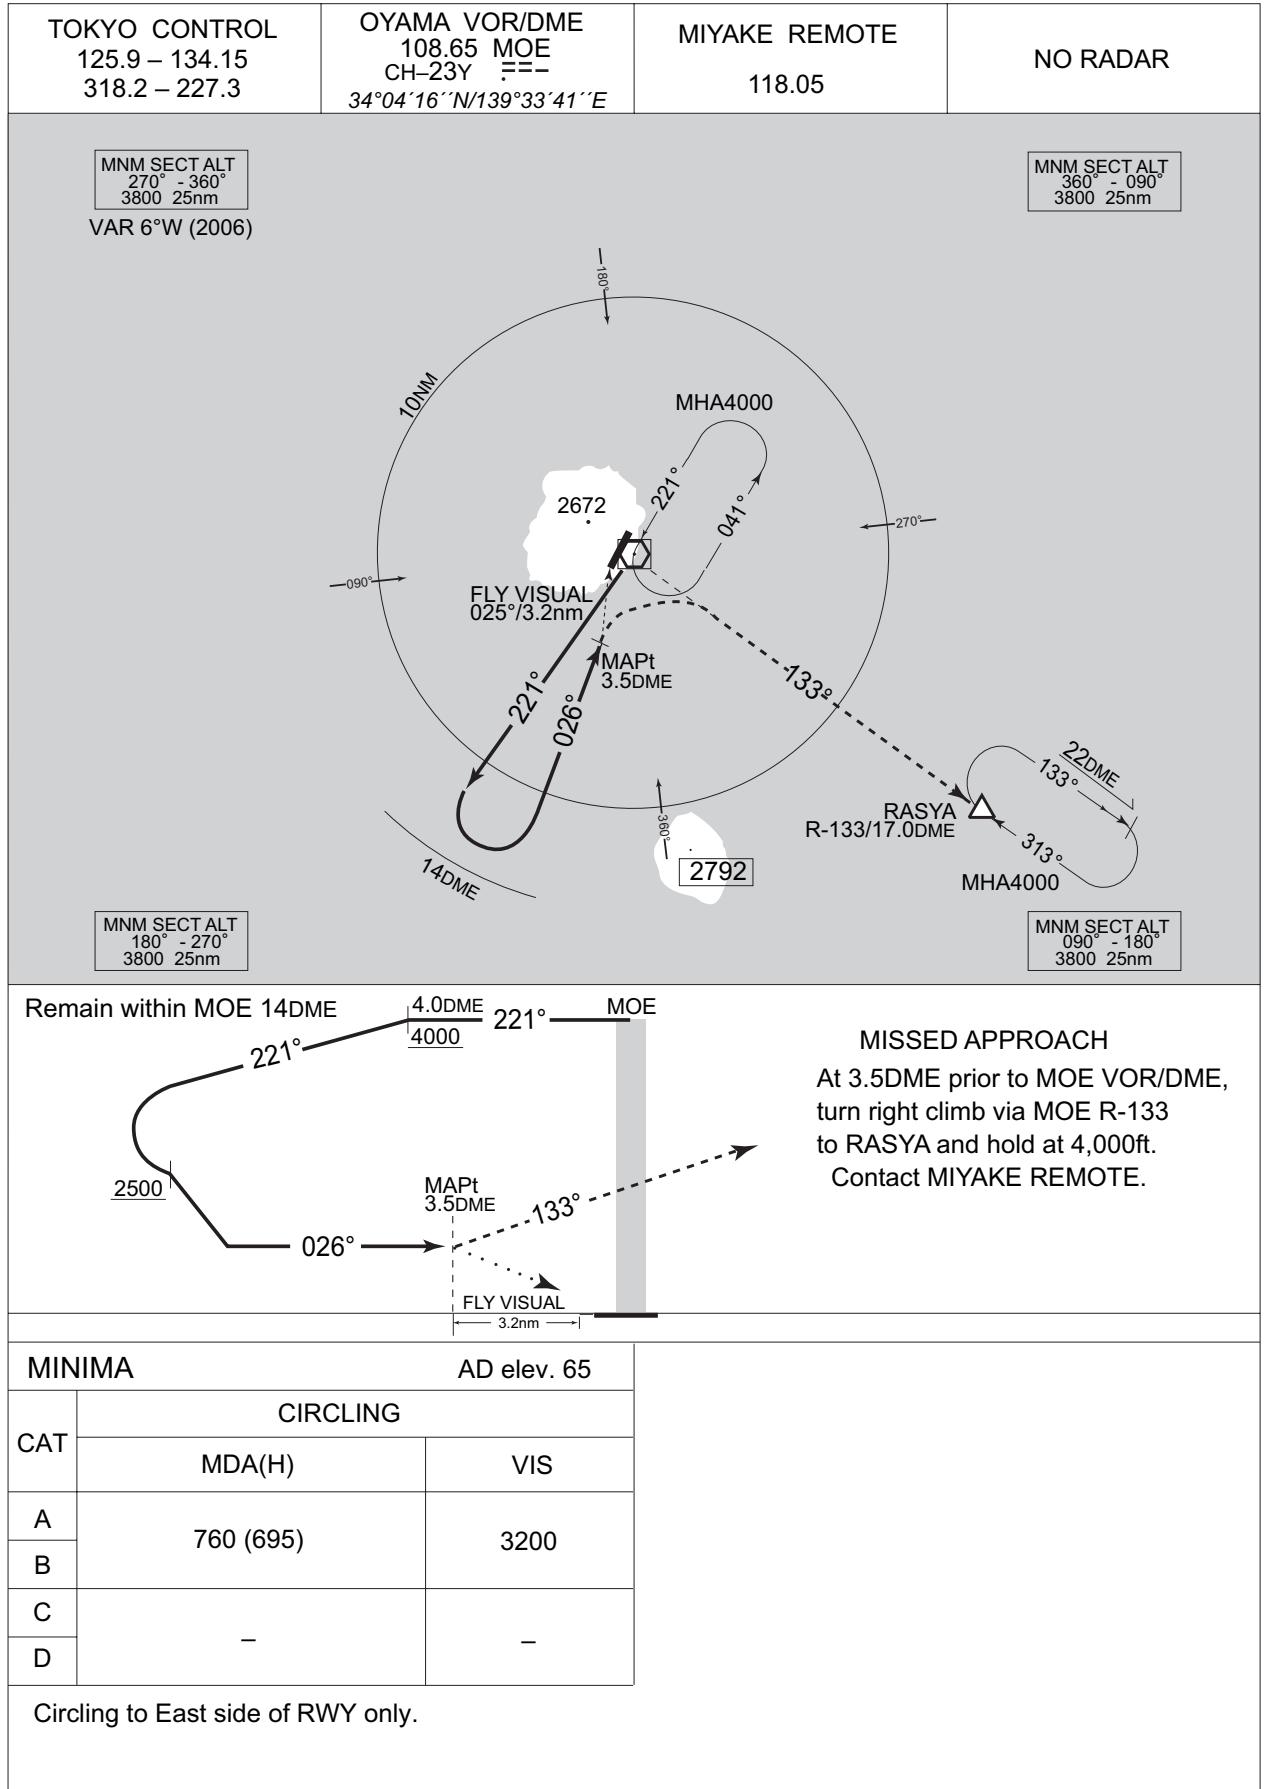 TOKYO CONTROL
125.9 – 134.15
318.2 – 227.3
OYAMA VOR/DME
108.65 MOE
CH–23Y
34°04´16´´N/139°33´41´´E
MIYAKE REMOTE
118.05
NO RADAR
MNM SECT ALT
270° - 360°
3800 25nm
VAR 6°W (2006)
MNM SECT ALT
360° - 090°
3800 25nm
180°
10NM
MHA4000
221°
041°
2672
270°
090°
FLY VISUAL
025°/3.2nm
MAPt
3.5DME
221°
026°
133°
22DME
133°
RASYA
R-133/17.0DME
313°
MHA4000
360°
2792
14DME
MNM SECT ALT
180° - 270°
3800 25nm
MNM SECT ALT
090° - 180°
3800 25nm
Remain within MOE 14DME
4.0DME
4000
221°
MOE
221°
2500
026°
MAPt
3.5DME
133°
FLY VISUAL
3.2nm
MISSED APPROACH
At 3.5DME prior to MOE VOR/DME,
turn right climb via MOE R-133
to RASYA and hold at 4,000ft.
Contact MIYAKE REMOTE.
MINIMA AD elev. 65
CAT
CIRCLING
MDA(H) VIS
A
B
760 (695) 3200
C
D
– –
Circling to East side of RWY only.